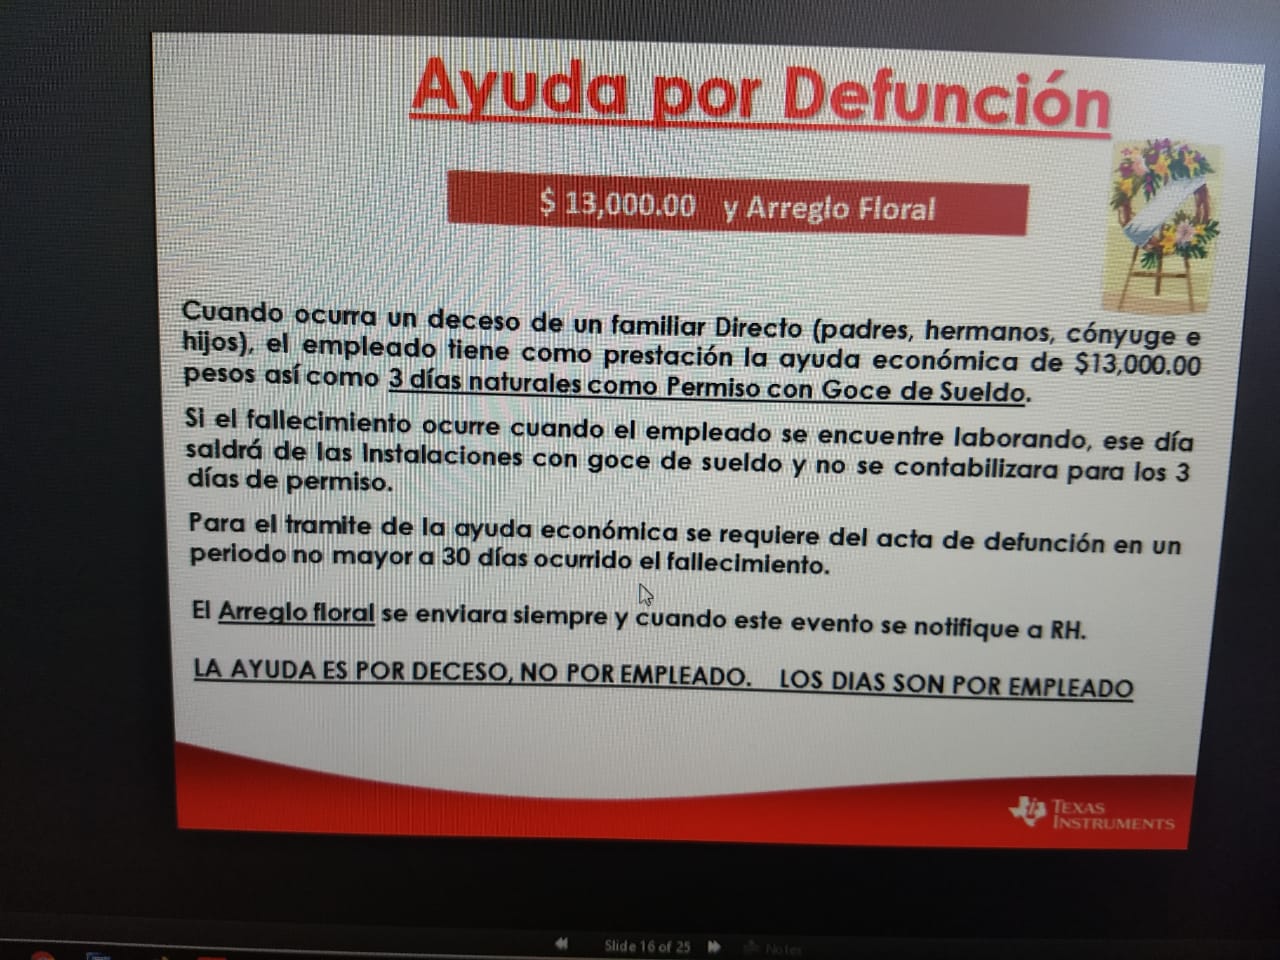 Ayuda por Defunción
$ 13,000.00 y Arreglo Floral
Cuando ocurra un deceso de un familiar Directo (padres, hermanos, cónyuge e
hijos), el empleado tiene como prestación la ayuda económica de $13,000.00
pesos así como 3 días naturales como Permiso con Goce de Sueldo.
Si el fallecimiento ocurre cuando el empleado se encuentre laborando, ese día
saldrá de las Instalaciones con goce de sueldo y no se contabilizara para los 3
días de permiso.
Para el tramite de la ayuda económica se requiere del acta de defunción en un
periodo no mayor a 30 días ocurrido el fallecimiento.
El Arreglo floral se enviara siempre y cuando este evento se notifique a RH.
LA AYUDA ES POR DECESO, NO POR EMPLEADO. LOS DIAS SON POR EMPLEADO
TEXAS
INSTRUMENTS
Slide 16 of 25 Notes